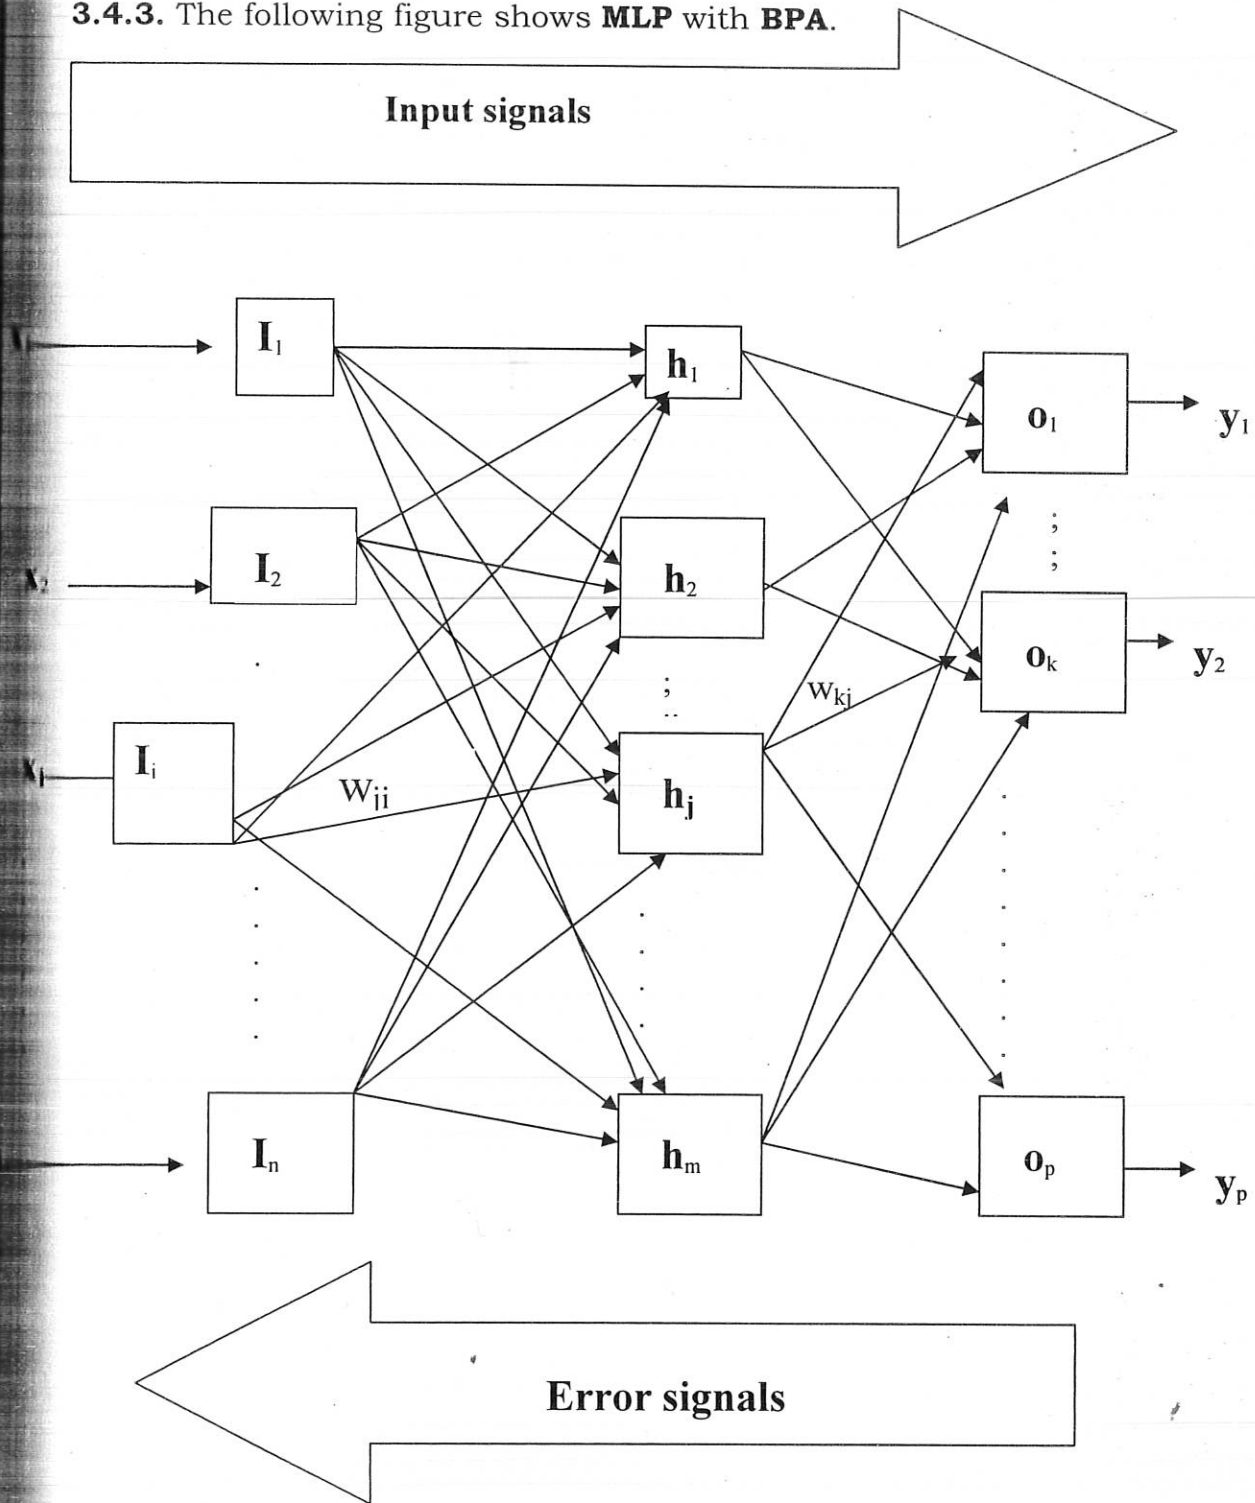 3.4.3. The following figure shows MLP with BPA.
Input signals
I₁
h₁
o₁
y₁
;
;
x₂
I₂
h₂
oₖ
y₂
wₖⱼ
;
..
Iᵢ
Wⱼᵢ
hⱼ
Iₙ
hₘ
oₚ
yₚ
Error signals